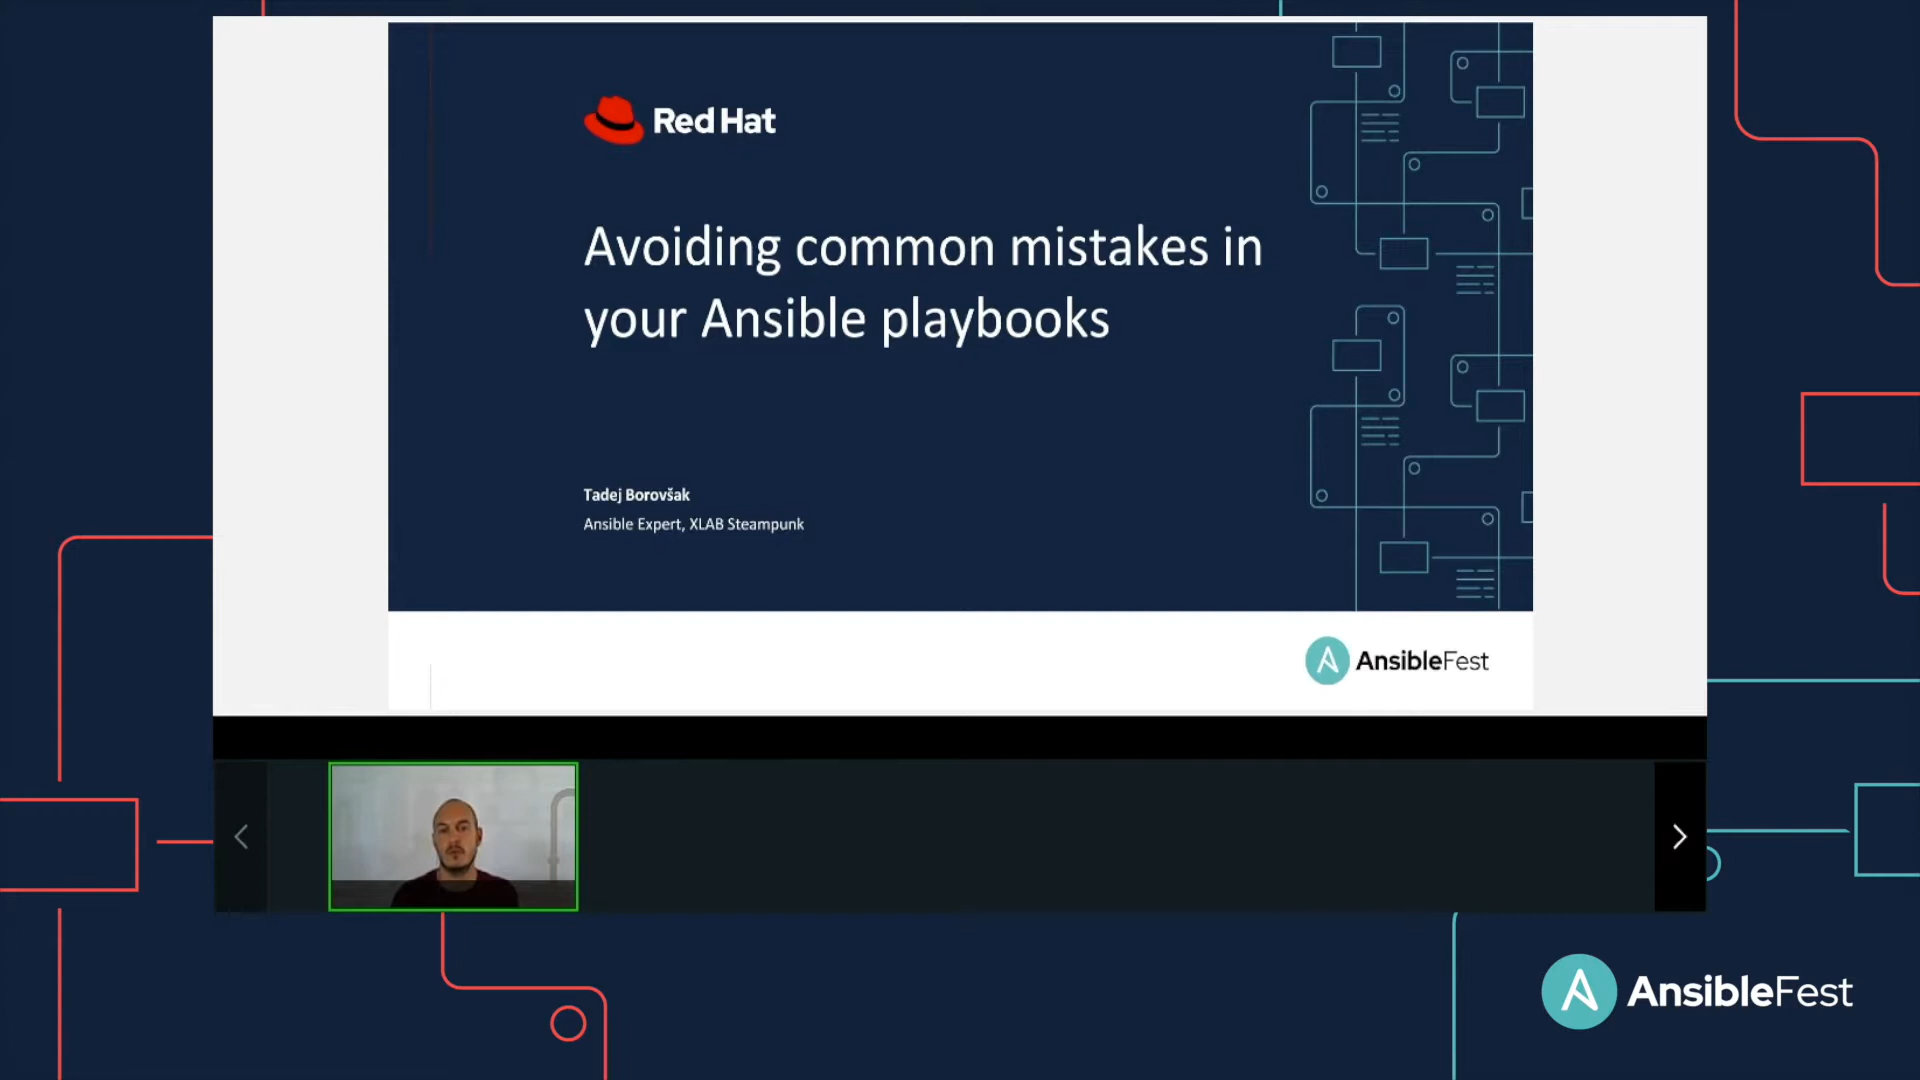 Red Hat
Avoiding common mistakes in
your Ansible playbooks
Tadej Borovšak
Ansible Expert, XLAB Steampunk
AnsibleFest
AnsibleFest